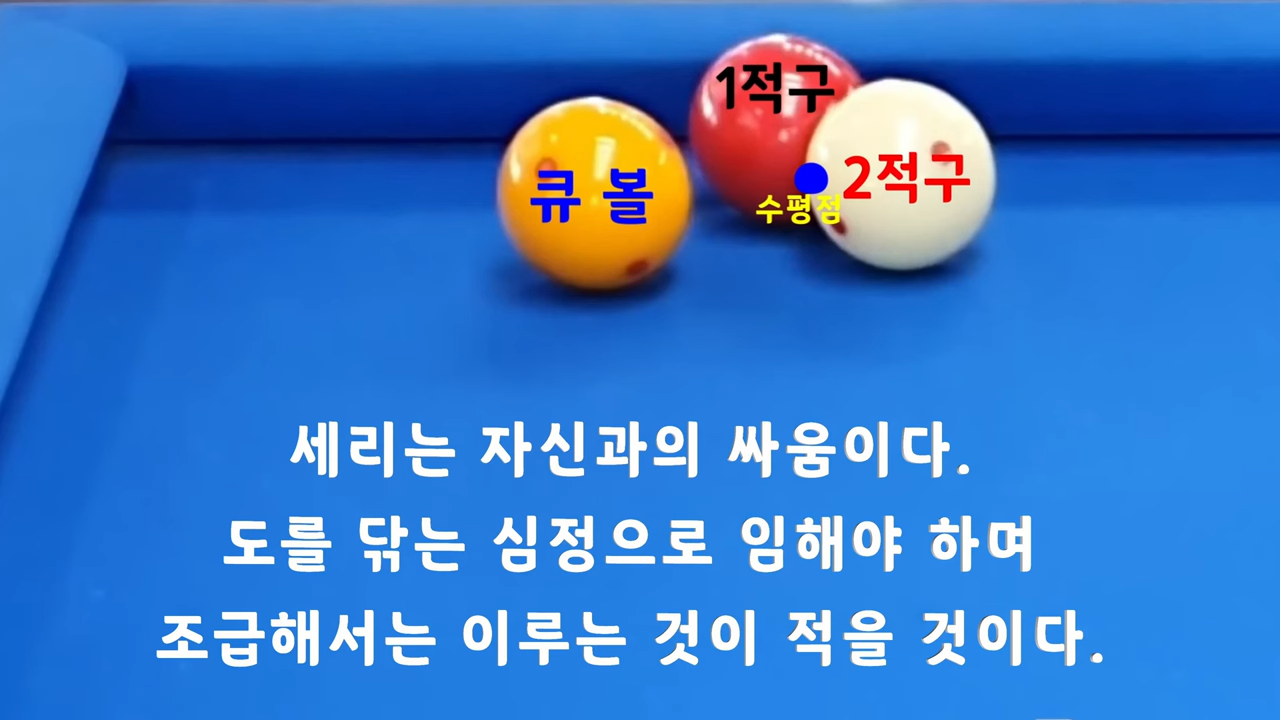 1적구
큐 볼
2적구
수평점
세리는 자신과의 싸움이다.
도를 닦는 심정으로 임해야 하며
조급해서는 이루는 것이 적을 것이다.